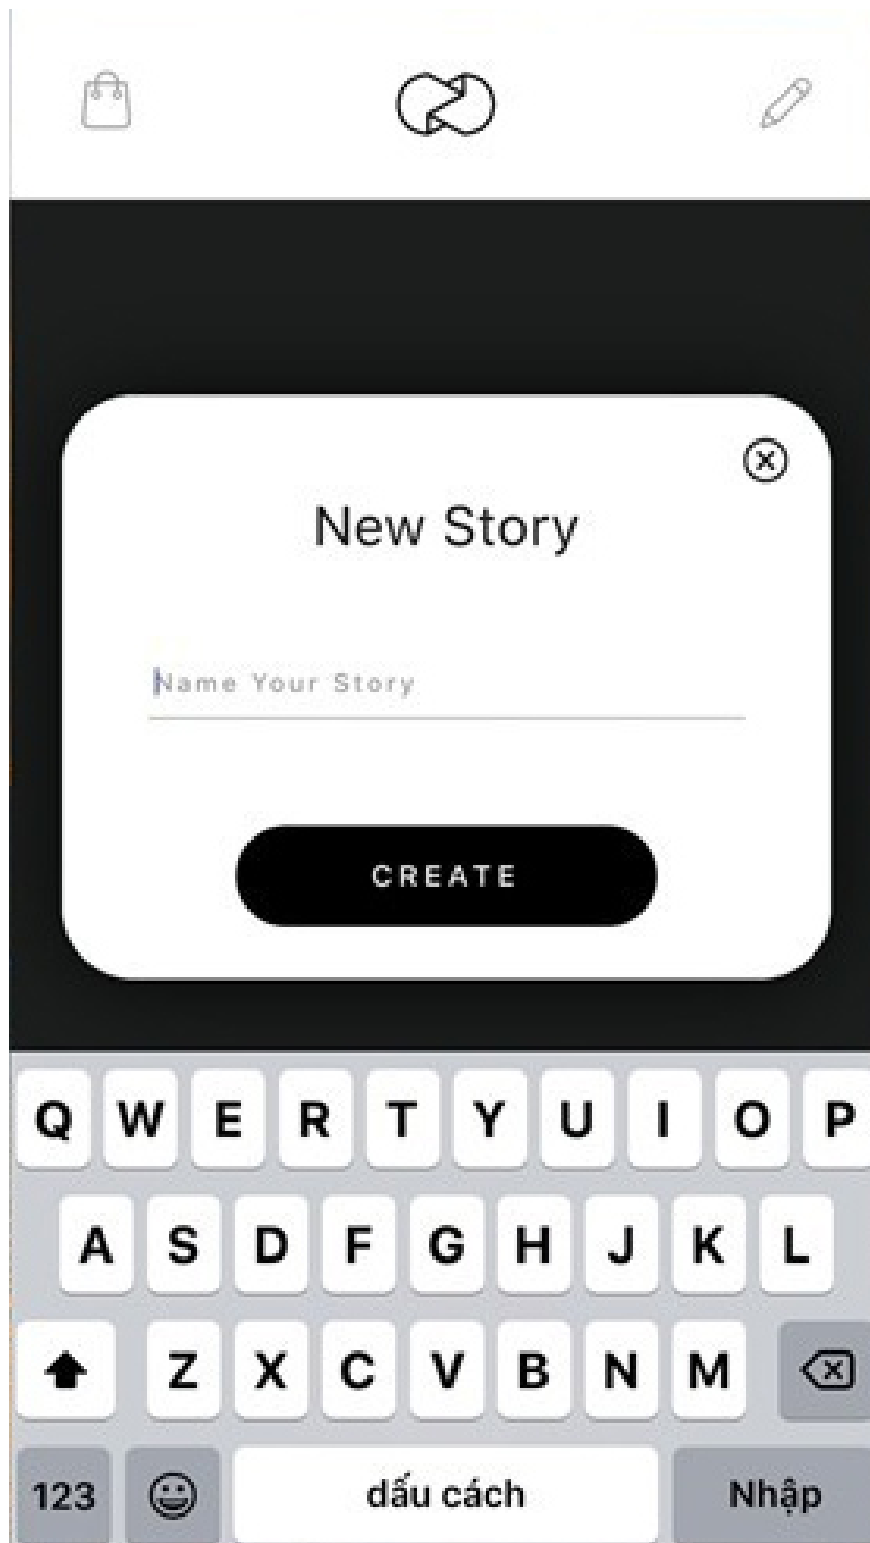 New Story
Name Your Story
CREATE
Q W E R T Y U I O P
A S D F G H J K L
Z X C V B N M
123 dấu cách Nhập